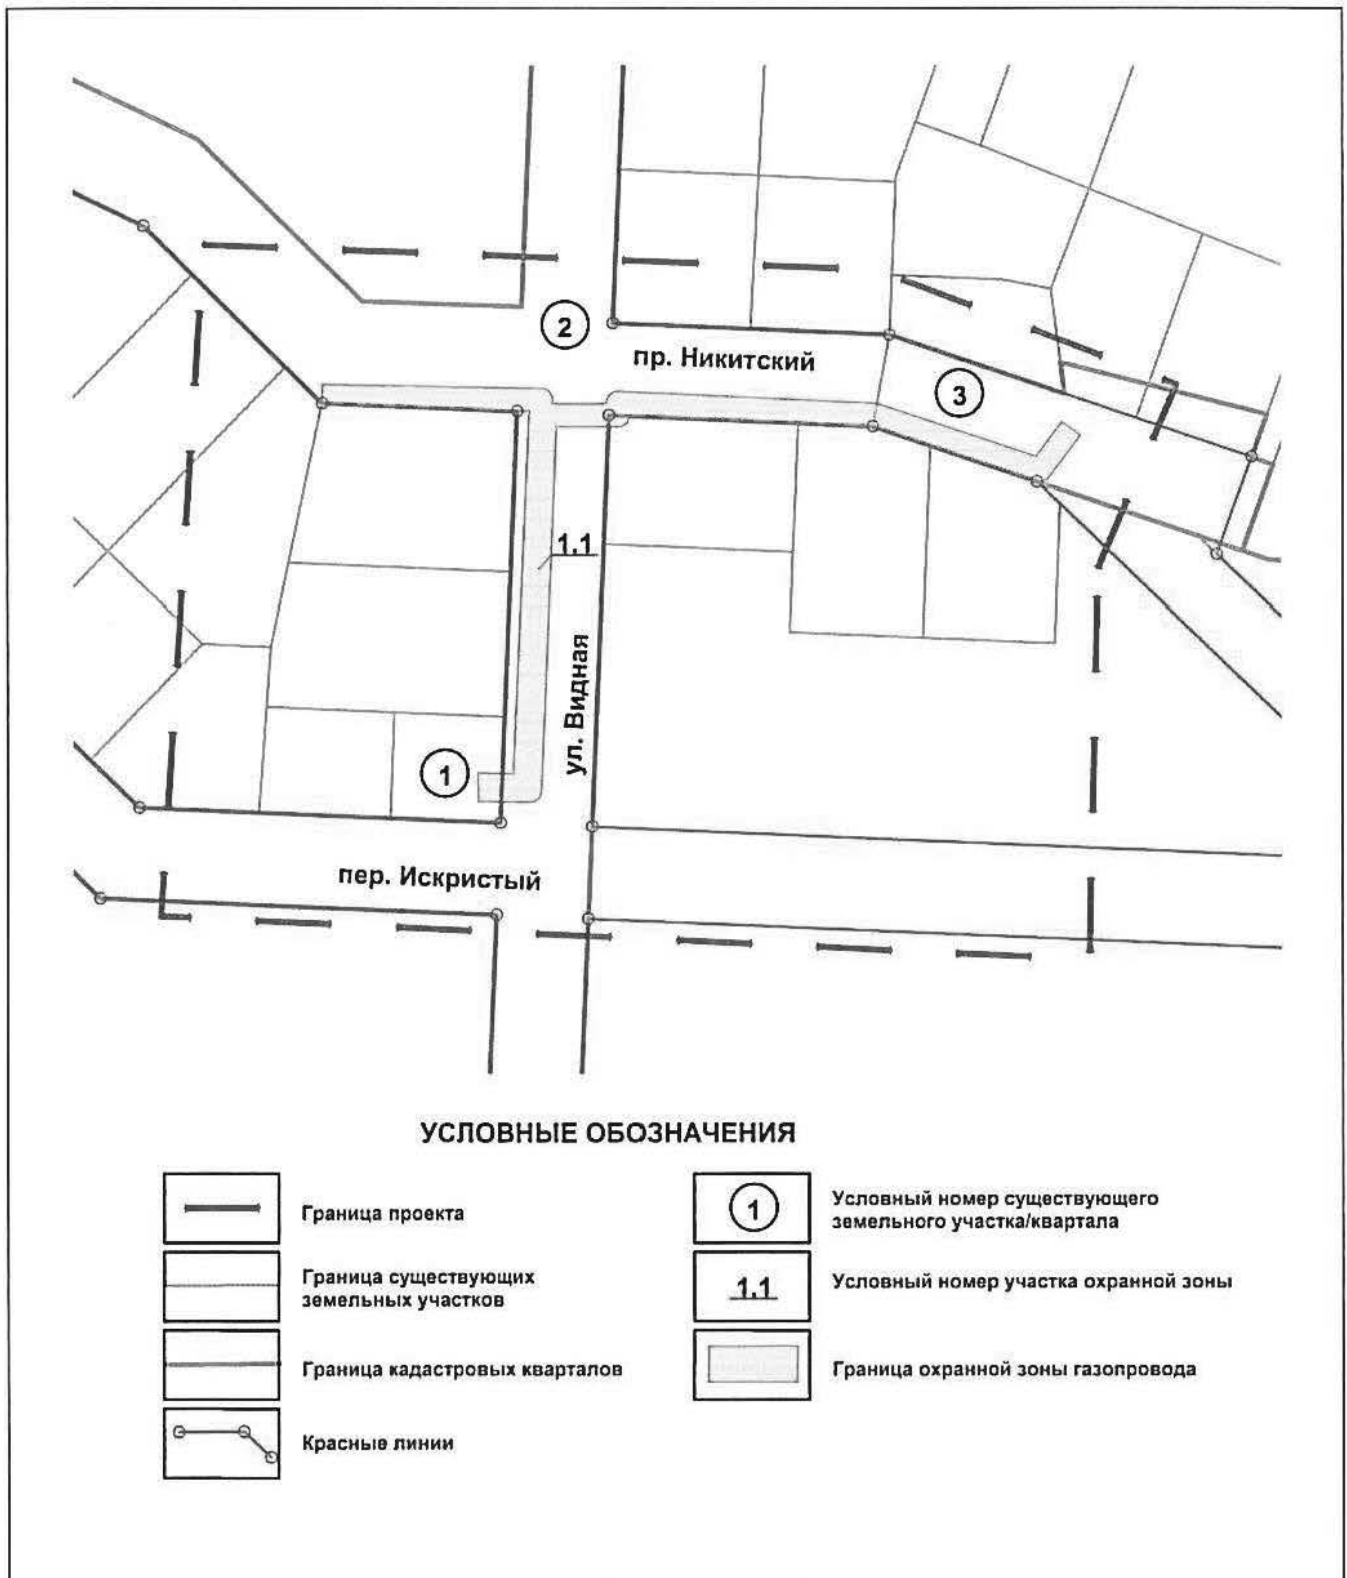 2
пр. Никитский
3
1.1
ул. Видная
1
пер. Искристый
УСЛОВНЫЕ ОБОЗНАЧЕНИЯ
Граница проекта
Граница существующих
земельных участков
Граница кадастровых кварталов
Красные линии
1
Условный номер существующего
земельного участка/квартала
1.1
Условный номер участка охранной зоны
Граница охранной зоны газопровода